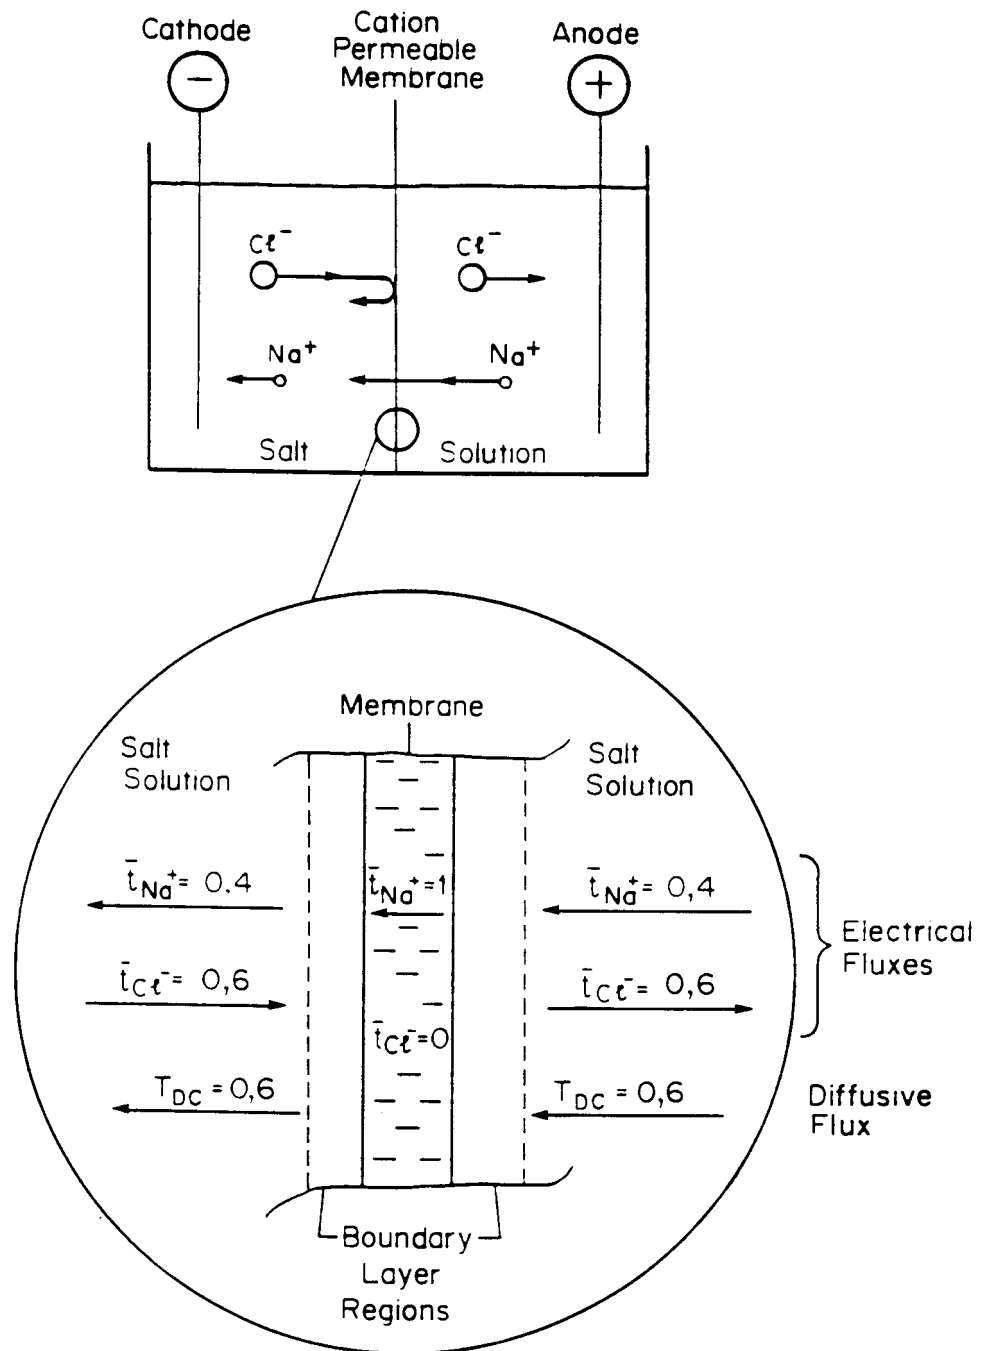 Cathode
Cation
Permeable
Membrane
Anode
−
+
Cℓ⁻
Cℓ⁻
Na⁺
Na⁺
Salt
Solution
Membrane
Salt
Solution
Salt
Solution
t̄Na⁺= 0.4
t̄Na⁺=1
t̄Na⁺= 0,4
t̄Cℓ⁻= 0,6
t̄Cℓ⁻= 0,6
Electrical
Fluxes
t̄Cℓ⁻=0
TDC = 0,6
TDC = 0,6
Diffusive
Flux
Boundary
Layer
Regions